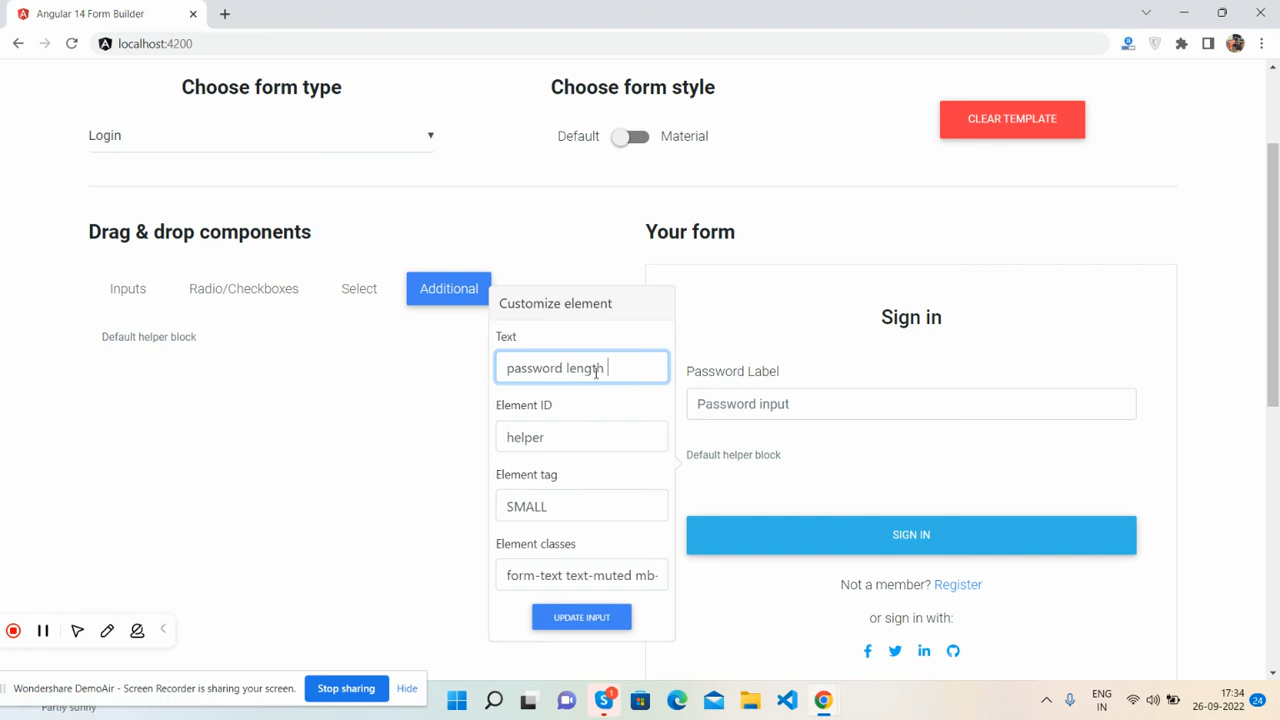 Angular 14 Form Builder
localhost:4200
Choose form type
Choose form style
CLEAR TEMPLATE
Login
Default
Material
Drag & drop components
Your form
Inputs
Radio/Checkboxes
Select
Additional
Default helper block
Customize element
Text
password length
Element ID
helper
Element tag
SMALL
Element classes
form-text text-muted mb-
UPDATE INPUT
Sign in
Password Label
Password input
Default helper block
SIGN IN
Not a member? Register
or sign in with:
Wondershare DemoAir - Screen Recorder is sharing your screen.
Stop sharing
Hide
Partly sunny
1
ENG
IN
17:34
26-09-2022
24